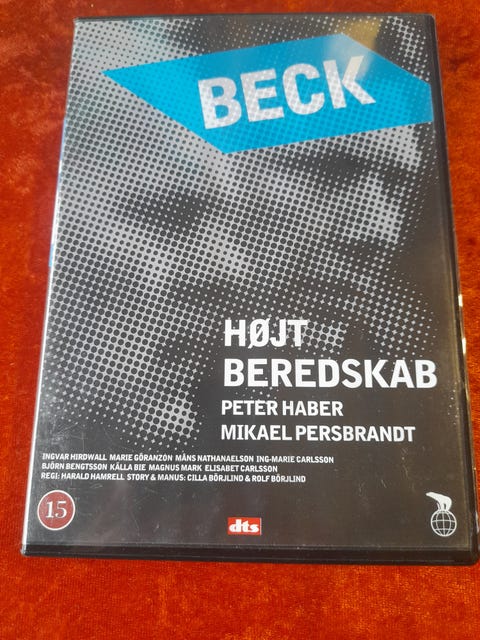 BECK
HØJT
BEREDSKAB
PETER HABER
MIKAEL PERSBRANDT
INGVAR HIRDWALL MARIE GÖRANZON MÅNS NATHANAELSON ING-MARIE CARLSSON
BJÖRN BENGTSSON KÄLLA BIE MAGNUS MARK ELISABET CARLSSON
REGI: HARALD HAMRELL STORY & MANUS: CILLA BÖRJLIND & ROLF BÖRJLIND
15
dts